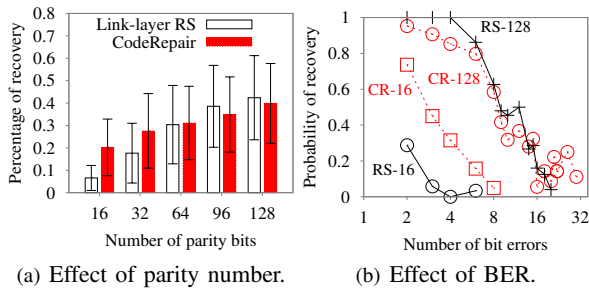 Percentage of recovery
0.8
0.7
0.6
0.5
0.4
0.3
0.2
0.1
0
Link-layer RS
CodeRepair
16 32 64 96 128
Number of parity bits
(a) Effect of parity number.
Probability of recovery
1
0.8
0.6
0.4
0.2
0
RS-128
CR-128
CR-16
RS-16
1 2 4 8 16 32
Number of bit errors
(b) Effect of BER.